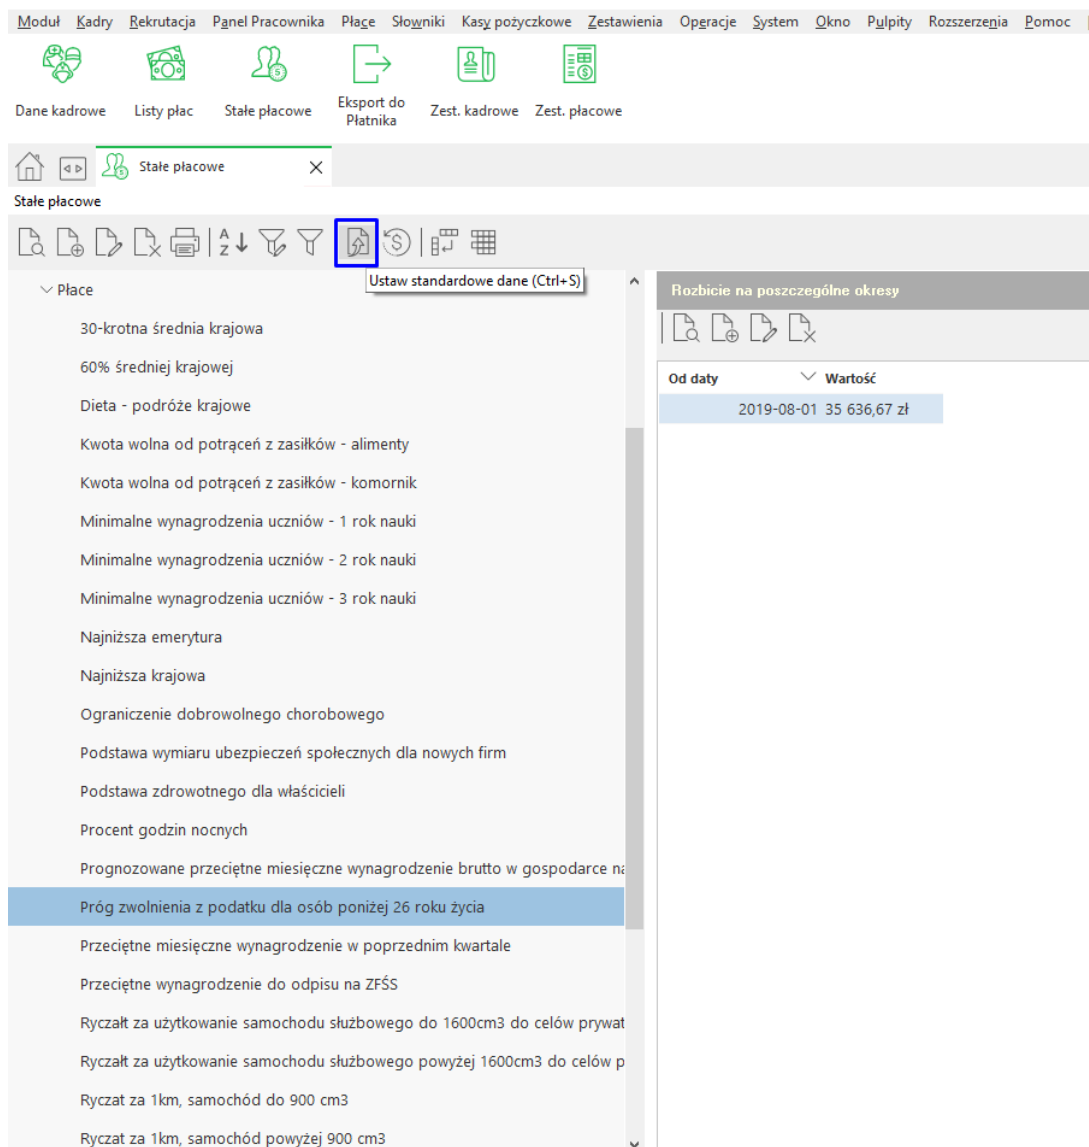 Moduł Kadry Rekrutacja Panel Pracownika Płace Słowniki Kasy pożyczkowe Zestawienia Operacje System Okno Pulpity Rozszerzenia Pomoc
Dane kadrowe Listy płac Stałe płacowe Eksport do Płatnika Zest. kadrowe Zest. płacowe
Stałe płacowe
Stałe płacowe
Ustaw standardowe dane (Ctrl+S)
Płace
30-krotna średnia krajowa
60% średniej krajowej
Dieta - podróże krajowe
Kwota wolna od potrąceń z zasiłków - alimenty
Kwota wolna od potrąceń z zasiłków - komornik
Minimalne wynagrodzenia uczniów - 1 rok nauki
Minimalne wynagrodzenia uczniów - 2 rok nauki
Minimalne wynagrodzenia uczniów - 3 rok nauki
Najniższa emerytura
Najniższa krajowa
Ograniczenie dobrowolnego chorobowego
Podstawa wymiaru ubezpieczeń społecznych dla nowych firm
Podstawa zdrowotnego dla właścicieli
Procent godzin nocnych
Prognozowane przeciętne miesięczne wynagrodzenie brutto w gospodarce na
Próg zwolnienia z podatku dla osób poniżej 26 roku życia
Przeciętne miesięczne wynagrodzenie w poprzednim kwartale
Przeciętne wynagrodzenie do odpisu na ZFŚS
Ryczałt za użytkowanie samochodu służbowego do 1600cm3 do celów prywat
Ryczałt za użytkowanie samochodu służbowego powyżej 1600cm3 do celów p
Ryczat za 1km, samochód do 900 cm3
Ryczat za 1km, samochód powyżej 900 cm3
Rozbicie na poszczególne okresy
Od daty Wartość
2019-08-01 35 636,67 zł